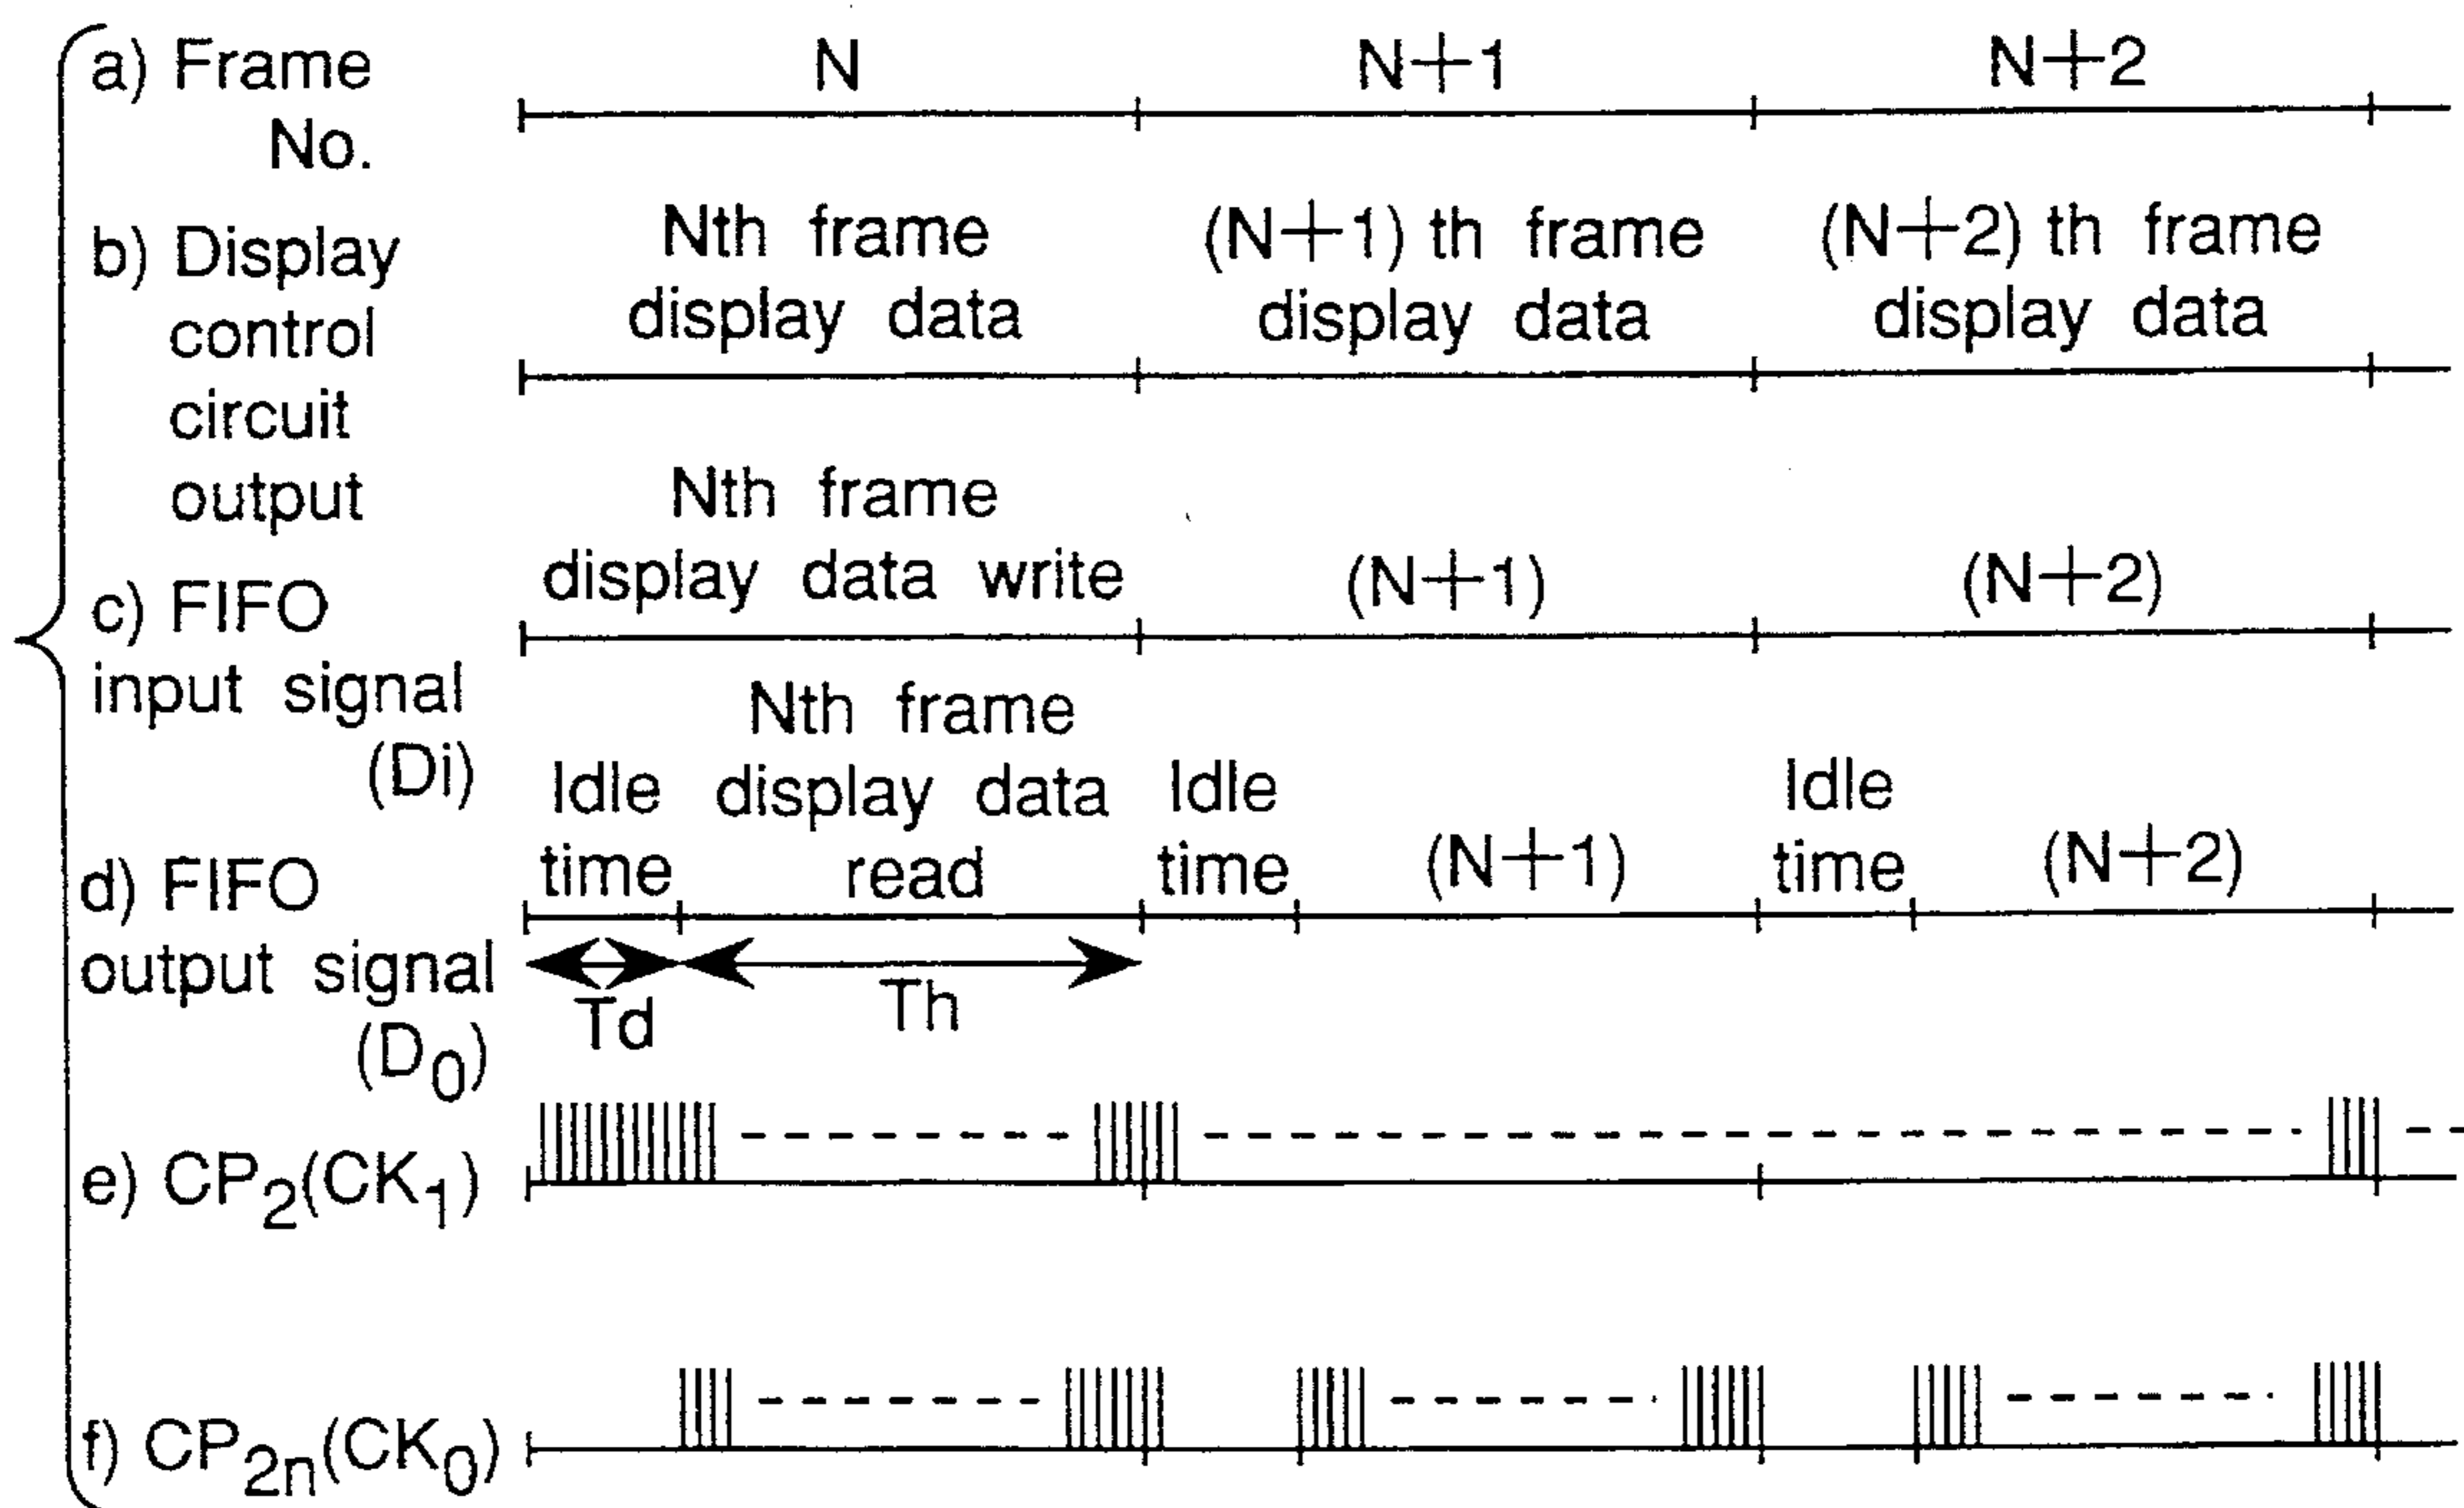 a) Frame No.
N N+1 N+2
b) Display control circuit output
Nth frame display data
(N+1) th frame display data
(N+2) th frame display data
c) FIFO input signal (Di)
Nth frame display data write
(N+1) (N+2)
d) FIFO output signal (D0)
Idle time
Nth frame display data read
Idle time
(N+1)
Idle time
(N+2)
Td Th
e) CP2(CK1)
f) CP2n(CK0)